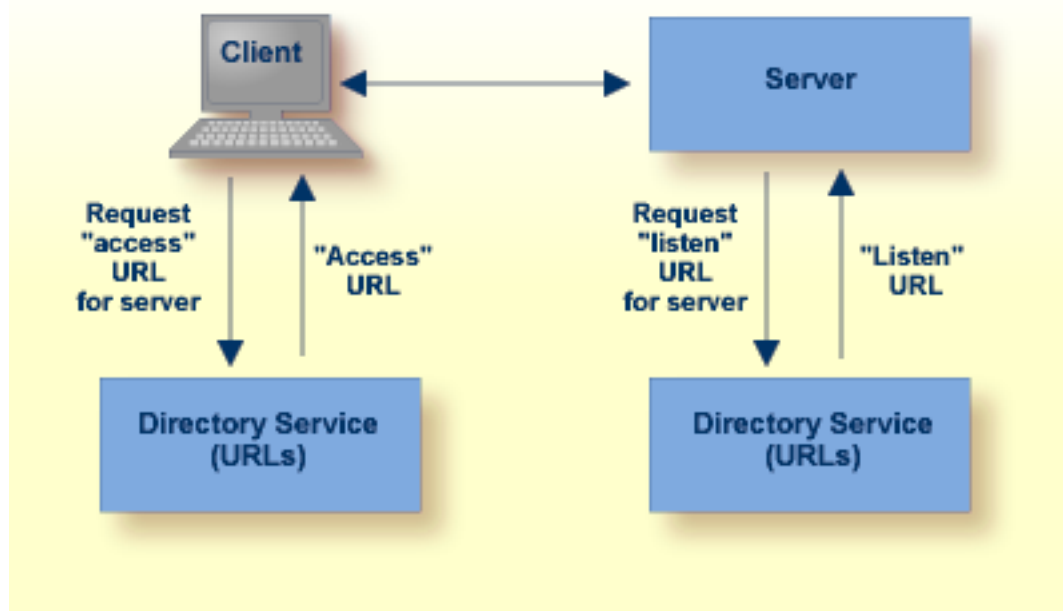 Client
Server
Request
"access"
URL
for server
"Access"
URL
Request
"listen"
URL
for server
"Listen"
URL
Directory Service
(URLs)
Directory Service
(URLs)